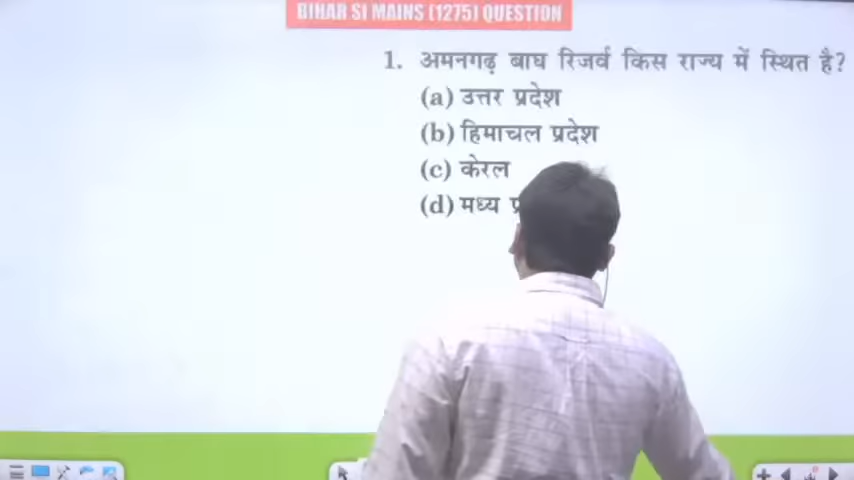 BIHAR SI MAINS (1275) QUESTION
1. अमनगढ़ बाघ रिजर्व किस राज्य में स्थित है?
(a) उत्तर प्रदेश
(b) हिमाचल प्रदेश
(c) केरल
(d) मध्य